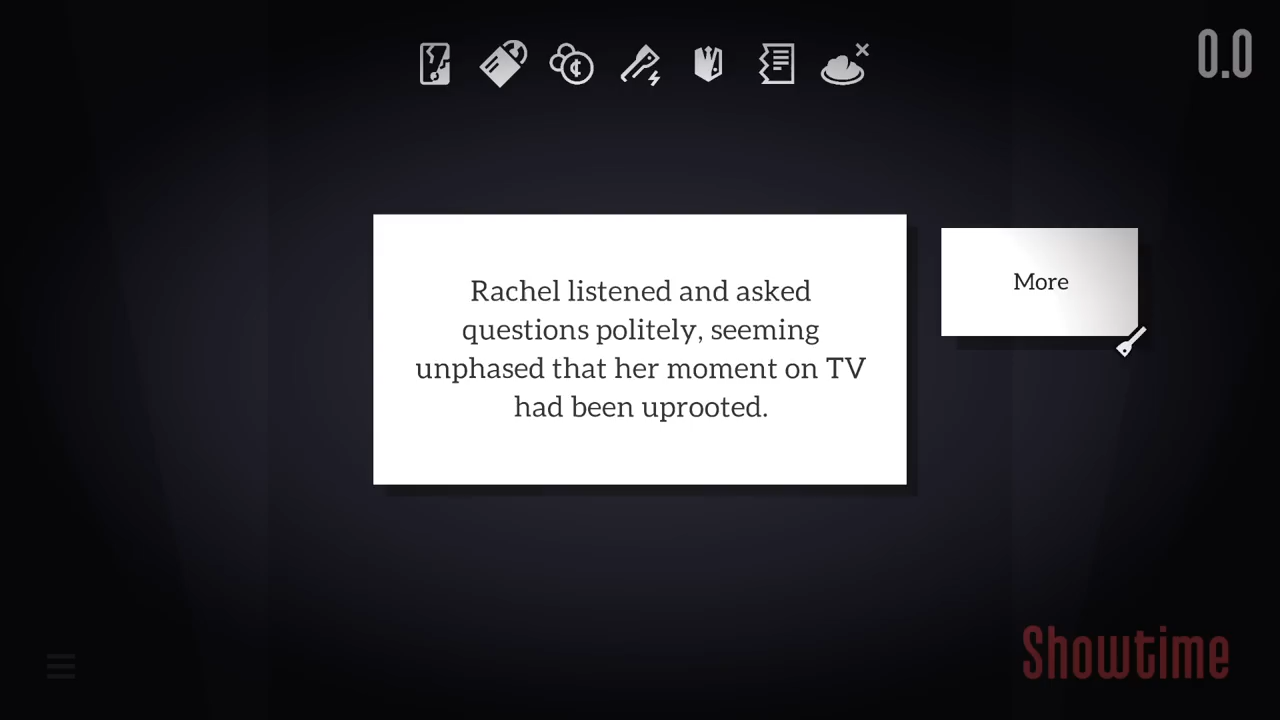 0.0
Rachel listened and asked
questions politely, seeming
unphased that her moment on TV
had been uprooted.
More
Showtime